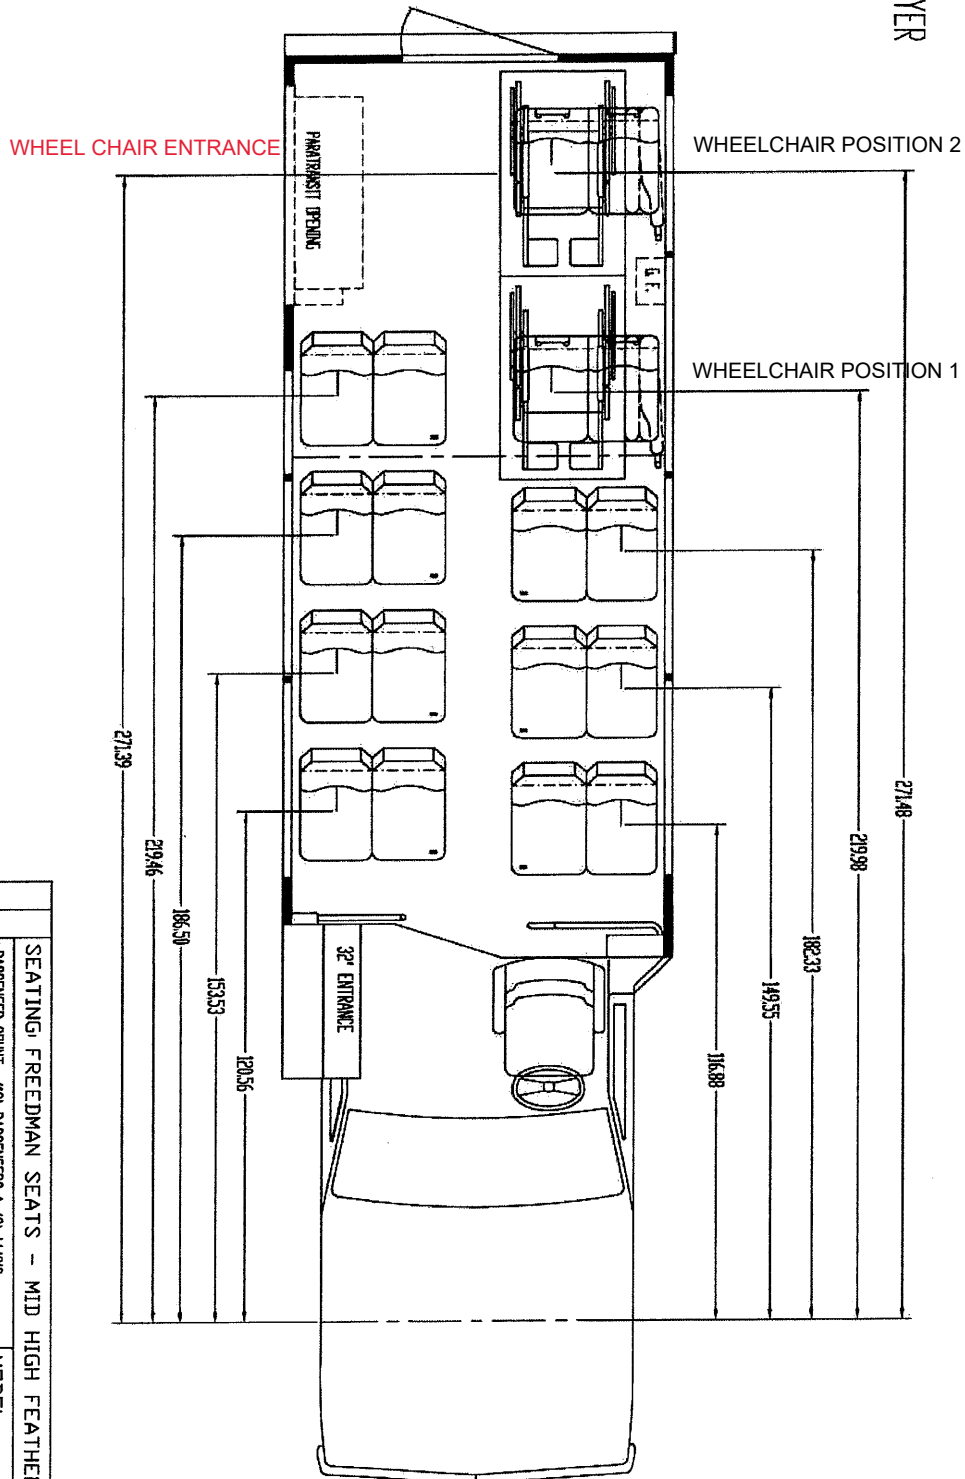 YER
WHEEL CHAIR ENTRANCE
WHEELCHAIR POSITION 2
PARATRANSIT OPENING
G.F.
WHEELCHAIR POSITION 1
271.39
219.46
186.50
153.53
120.56
271.48
219.98
182.33
149.55
116.88
32" ENTRANCE
SEATING: FREEDMAN SEATS - MID HIGH FEATHE